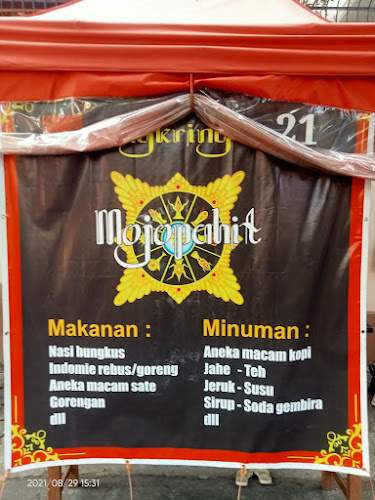 21
Mojopahit
Makanan :
Nasi bungkus
Indomie rebus/goreng
Aneka macam sate
Gorengan
dll
Minuman :
Aneka macam kopi
Jahe - Teh
Jeruk - Susu
Sirup - Soda gembira
dll
2021/08/29 15:31